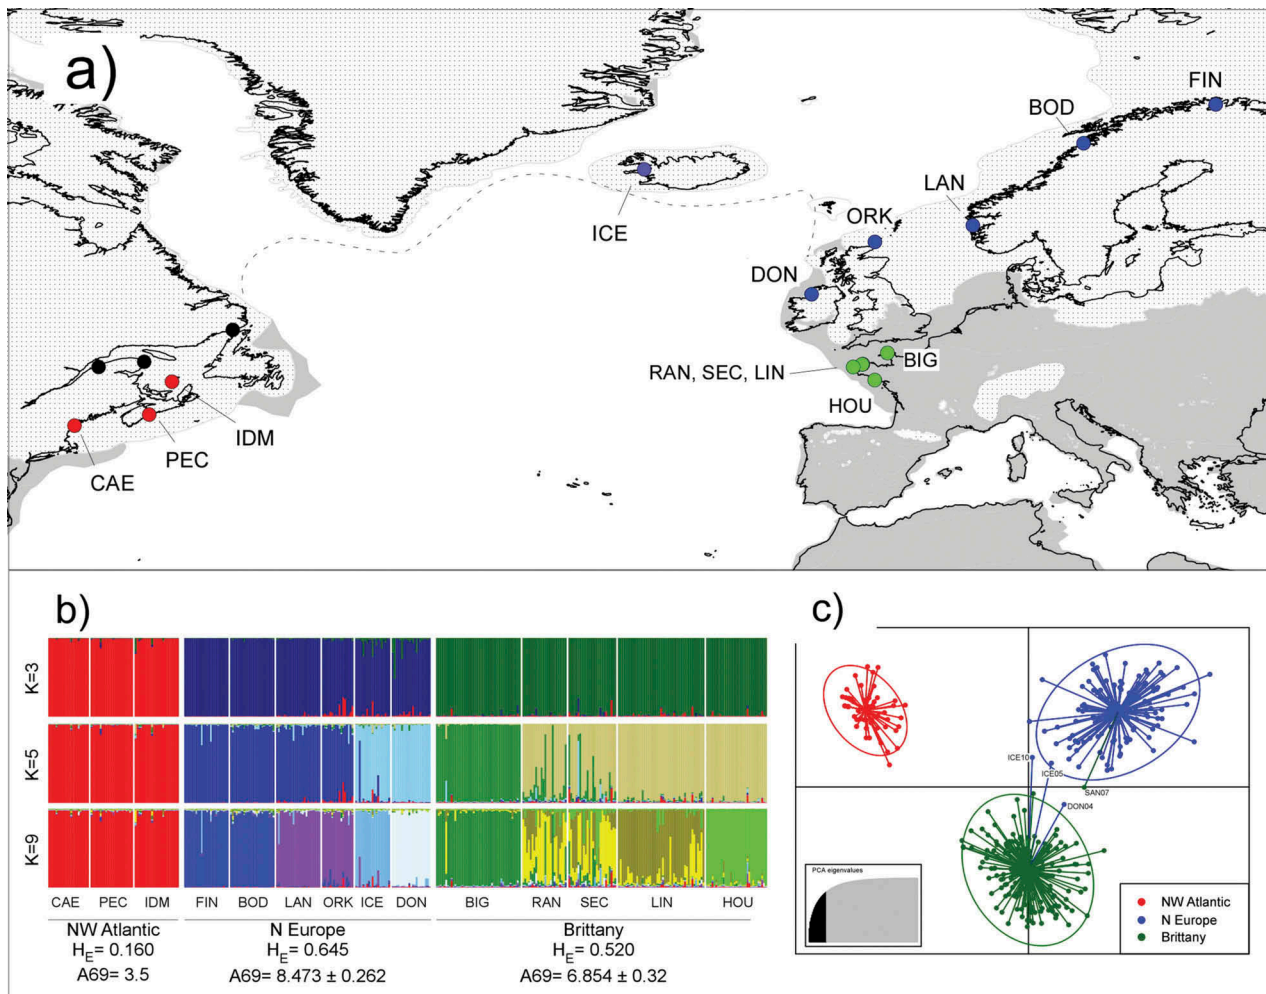 a)
FIN
BOD
LAN
ORK
ICE
DON
BIG
RAN, SEC, LIN
HOU
IDM
PEC
CAE
b)
K=3
K=5
K=9
CAE PEC IDM FIN BOD LAN ORK ICE DON BIG RAN SEC LIN HOU
NW Atlantic
HE = 0.160
A69= 3.5
N Europe
HE = 0.645
A69= 8.473 ± 0.262
Brittany
HE = 0.520
A69= 6.854 ± 0.32
c)
ICE10
ICE05
SAN07
DON04
PCA eigenvalues
NW Atlantic
N Europe
Brittany